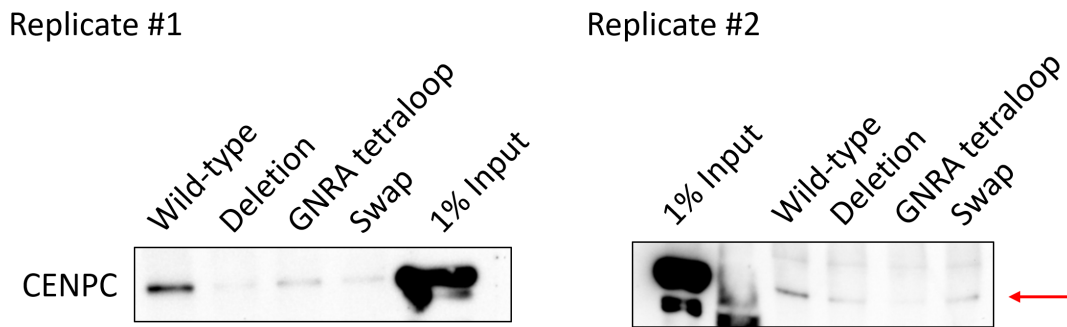 Replicate #1
Wild-type
Deletion
GNRA tetraloop
Swap
1% Input
CENPC
Replicate #2
1% Input
Wild-type
Deletion
GNRA tetraloop
Swap